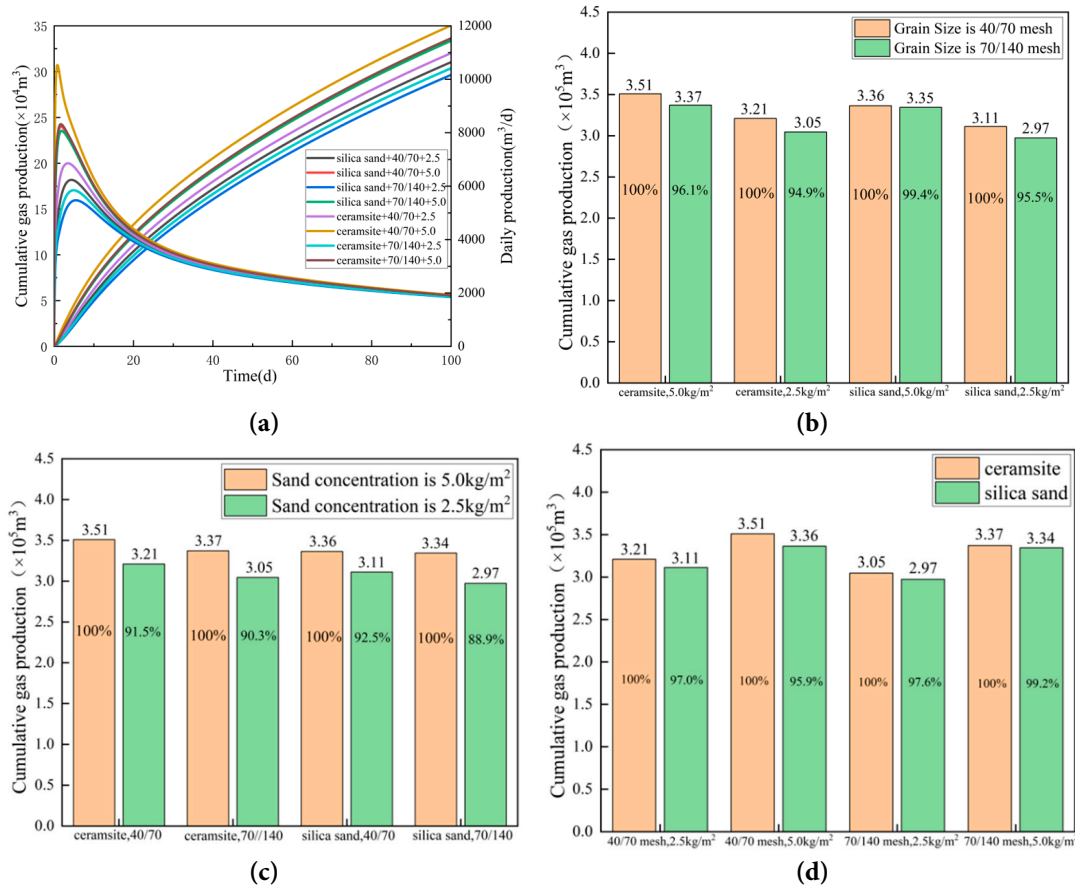 (a)
Cumulative gas production(×10⁴m³)
35
30
25
20
15
10
5
0
12000
10000
8000
6000
4000
2000
0
Daily production(m³/d)
silica sand+40/70+2.5
silica sand+40/70+5.0
silica sand+70/140+2.5
silica sand+70/140+5.0
ceramsite+40/70+2.5
ceramsite+40/70+5.0
ceramsite+70/140+2.5
ceramsite+70/140+5.0
0 20 40 60 80 100
Time(d)
Cumulative gas production（×10⁵m³）
4.5
4.0
3.5
3.0
2.5
2.0
1.5
1.0
0.5
0.0
Grain Size is 40/70 mesh
Grain Size is 70/140 mesh
3.51 3.37 3.21 3.05 3.36 3.35 3.11 2.97
100% 96.1% 100% 94.9% 100% 99.4% 100% 95.5%
ceramsite,5.0kg/m² ceramsite,2.5kg/m² silica sand,5.0kg/m² silica sand,2.5kg/m²
(b)
Cumulative gas production（×10⁵m³）
4.5
4.0
3.5
3.0
2.5
2.0
1.5
1.0
0.5
0.0
Sand concentration is 5.0kg/m²
Sand concentration is 2.5kg/m²
3.51 3.21 3.37 3.05 3.36 3.11 3.34 2.97
100% 91.5% 100% 90.3% 100% 92.5% 100% 88.9%
ceramsite,40/70 ceramsite,70//140 silica sand,40/70 silica sand,70/140
(c)
Cumulative gas production（×10⁵m³）
4.5
4.0
3.5
3.0
2.5
2.0
1.5
1.0
0.5
0.0
ceramsite
silica sand
3.21 3.11 3.51 3.36 3.05 2.97 3.37 3.34
100% 97.0% 100% 95.9% 100% 97.6% 100% 99.2%
40/70 mesh,2.5kg/m² 40/70 mesh,5.0kg/m² 70/140 mesh,2.5kg/m² 70/140 mesh,5.0kg/m²
(d)